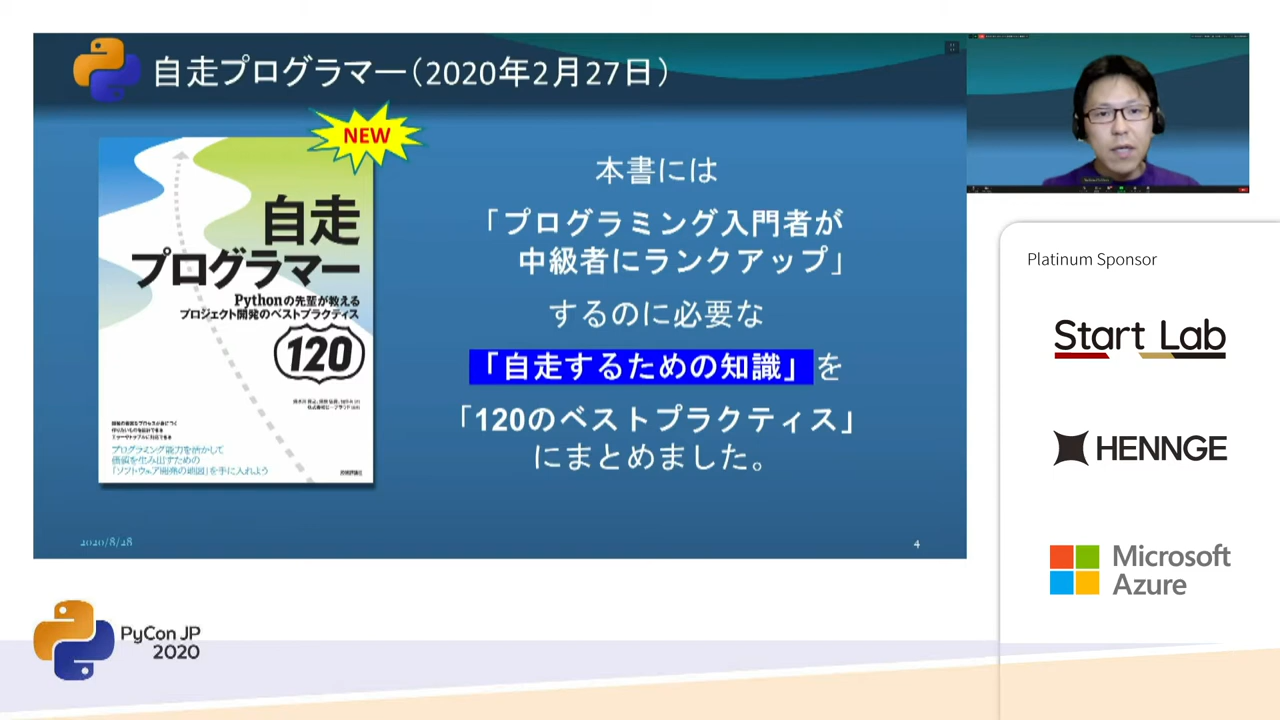 自走プログラマー(2020年2月27日)
NEW
自走
プログラマー
Pythonの先輩が教える
プロジェクト開発のベストプラクティス
120
プログラミング能力を活かして
価値を生み出すための
「ソフトウェア開発の地図」を手に入れよう
技術評論社
本書には
「プログラミング入門者が
中級者にランクアップ」
するのに必要な
「自走するための知識」を
「120のベストプラクティス」
にまとめました。
2020/8/28
4
Platinum Sponsor
Start Lab
HENNGE
Microsoft
Azure
PyCon JP
2020